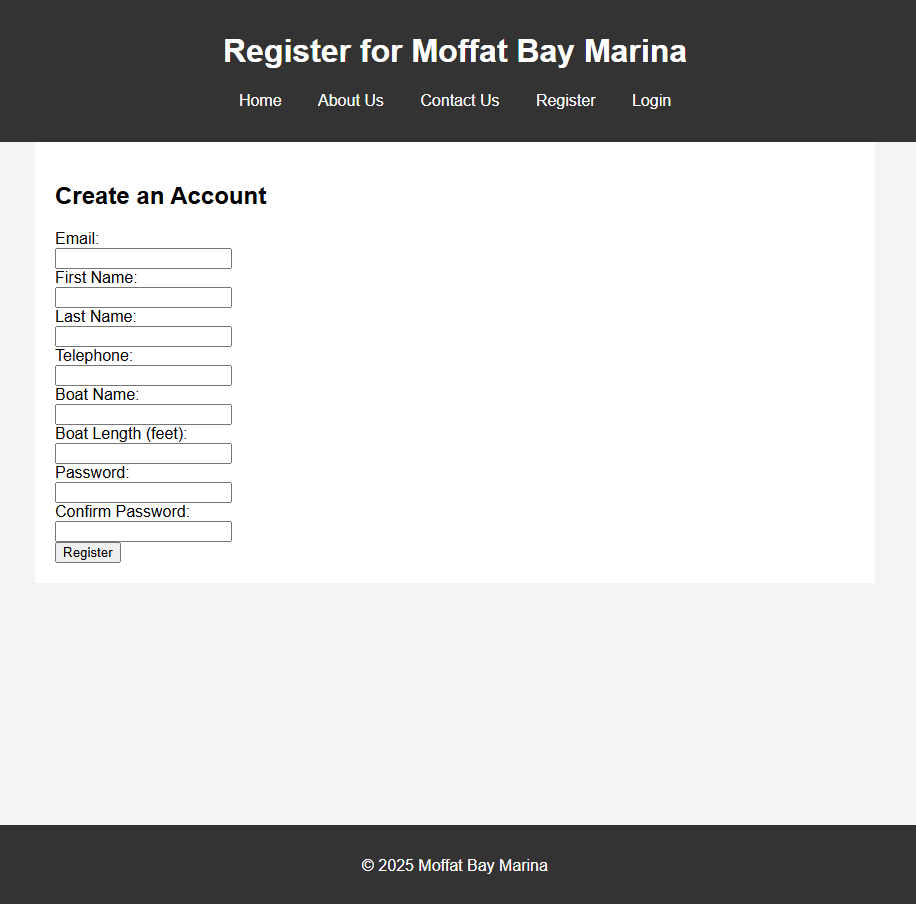 Register for Moffat Bay Marina
Home About Us Contact Us Register Login
Create an Account
Email:
First Name:
Last Name:
Telephone:
Boat Name:
Boat Length (feet):
Password:
Confirm Password:
Register
© 2025 Moffat Bay Marina